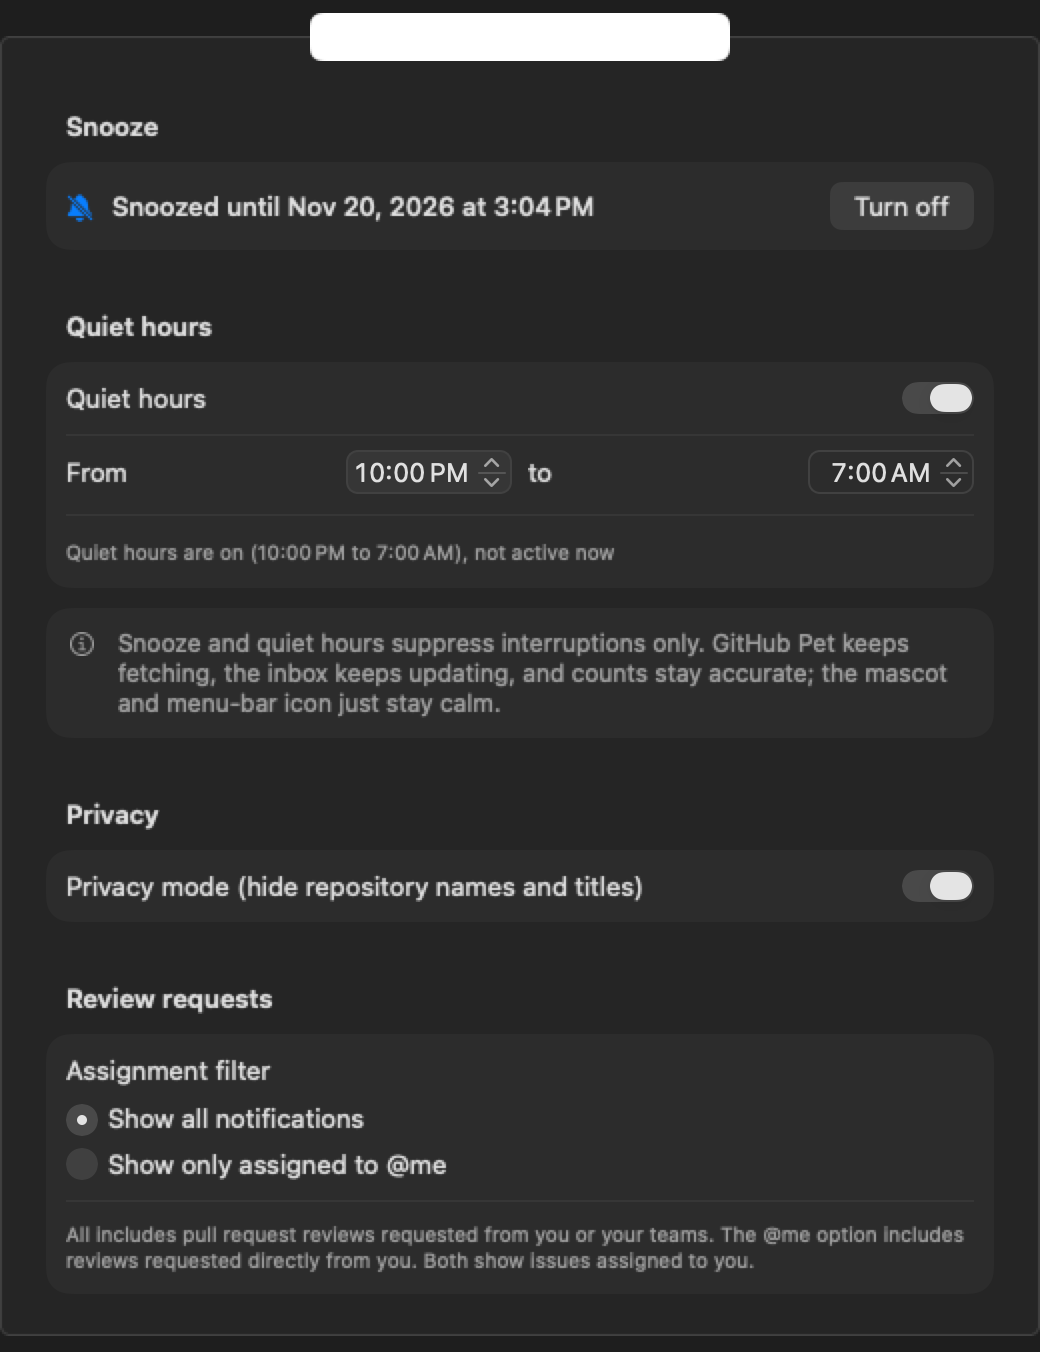 Snooze
Snoozed until Nov 20, 2026 at 3:04 PM
Turn off
Quiet hours
Quiet hours
From 10:00 PM to 7:00 AM
Quiet hours are on (10:00 PM to 7:00 AM), not active now
Snooze and quiet hours suppress interruptions only. GitHub Pet keeps
fetching, the inbox keeps updating, and counts stay accurate; the mascot
and menu-bar icon just stay calm.
Privacy
Privacy mode (hide repository names and titles)
Review requests
Assignment filter
Show all notifications
Show only assigned to @me
All includes pull request reviews requested from you or your teams. The @me option includes
reviews requested directly from you. Both show issues assigned to you.